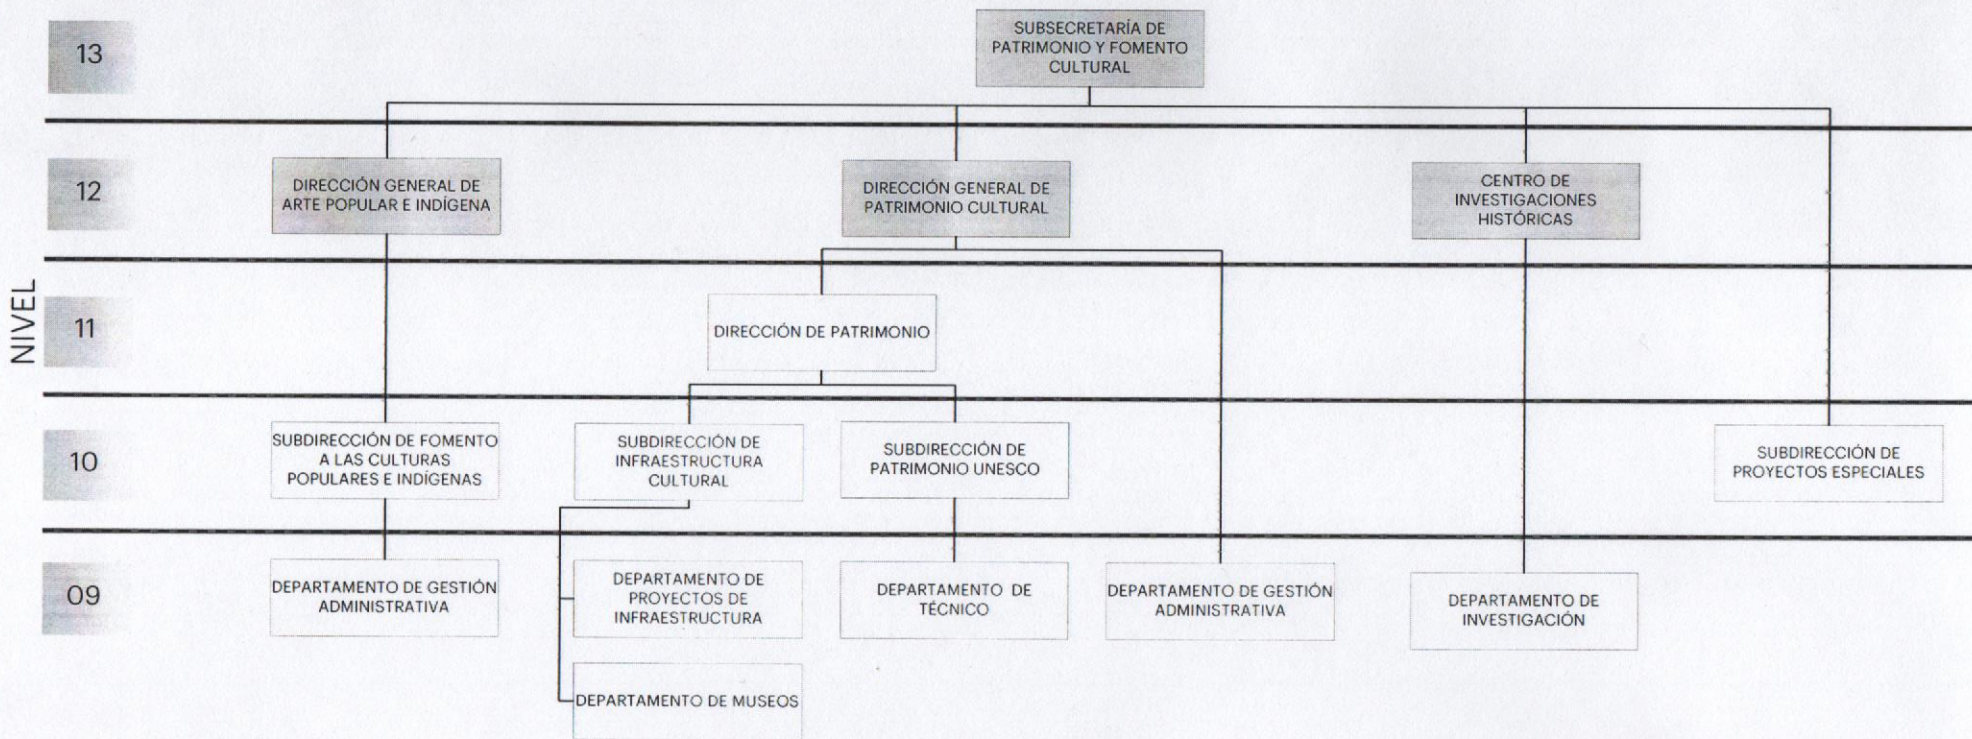 13
SUBSECRETARÍA DE
PATRIMONIO Y FOMENTO
CULTURAL
NIVEL
12
DIRECCIÓN GENERAL DE
ARTE POPULAR E INDÍGENA
DIRECCIÓN GENERAL DE
PATRIMONIO CULTURAL
CENTRO DE
INVESTIGACIONES
HISTÓRICAS
11
DIRECCIÓN DE PATRIMONIO
10
SUBDIRECCIÓN DE FOMENTO
A LAS CULTURAS
POPULARES E INDÍGENAS
SUBDIRECCIÓN DE
INFRAESTRUCTURA
CULTURAL
SUBDIRECCIÓN DE
PATRIMONIO UNESCO
SUBDIRECCIÓN DE
PROYECTOS ESPECIALES
09
DEPARTAMENTO DE GESTIÓN
ADMINISTRATIVA
DEPARTAMENTO DE
PROYECTOS DE
INFRAESTRUCTURA
DEPARTAMENTO DE
TÉCNICO
DEPARTAMENTO DE GESTIÓN
ADMINISTRATIVA
DEPARTAMENTO DE
INVESTIGACIÓN
DEPARTAMENTO DE MUSEOS